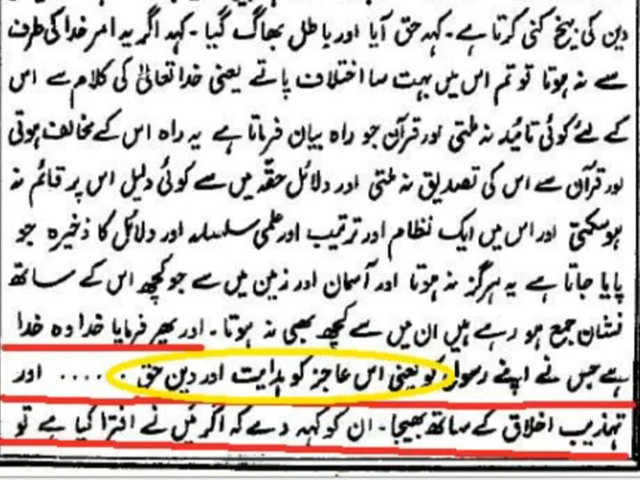 دین کی بیخ کنی کرتا ہے۔ کہہ حق آیا اور باطل بھاگ گیا۔ کہہ اگر یہ امر خدا کی طرف
سے نہ ہوتا تو تم اس میں بہت سا اختلاف پاتے یعنی خدا تعالیٰ کی کلام سے اس
کے لئے کوئی تائید نہ ملتی اور قرآن جو راہ بیان فرماتا ہے یہ راہ اس کے مخالف ہوتی
اور قرآن سے اس کی تصدیق نہ ملتی اور دلائل حقہ میں سے کوئی دلیل اس پر قائم نہ
ہو سکتی اور اس میں ایک نظام اور ترتیب اور علمی سلسلہ اور دلائل کا ذخیرہ جو
پایا جاتا ہے یہ ہرگز نہ ہوتا اور آسمان اور زمین میں سے جو کچھ اس کے ساتھ
نشان جمع ہو رہے ہیں ان میں سے کچھ بھی نہ ہوتا۔ اور پھر فرمایا خدا وہ خدا
ہے جس نے اپنے رسول کو یعنی اس عاجز کو ہدایت اور دین حق ..... اور
تہذیب اخلاق کے ساتھ بھیجا۔ ان کو کہہ دے کہ اگر میں نے افترا کیا ہے تو